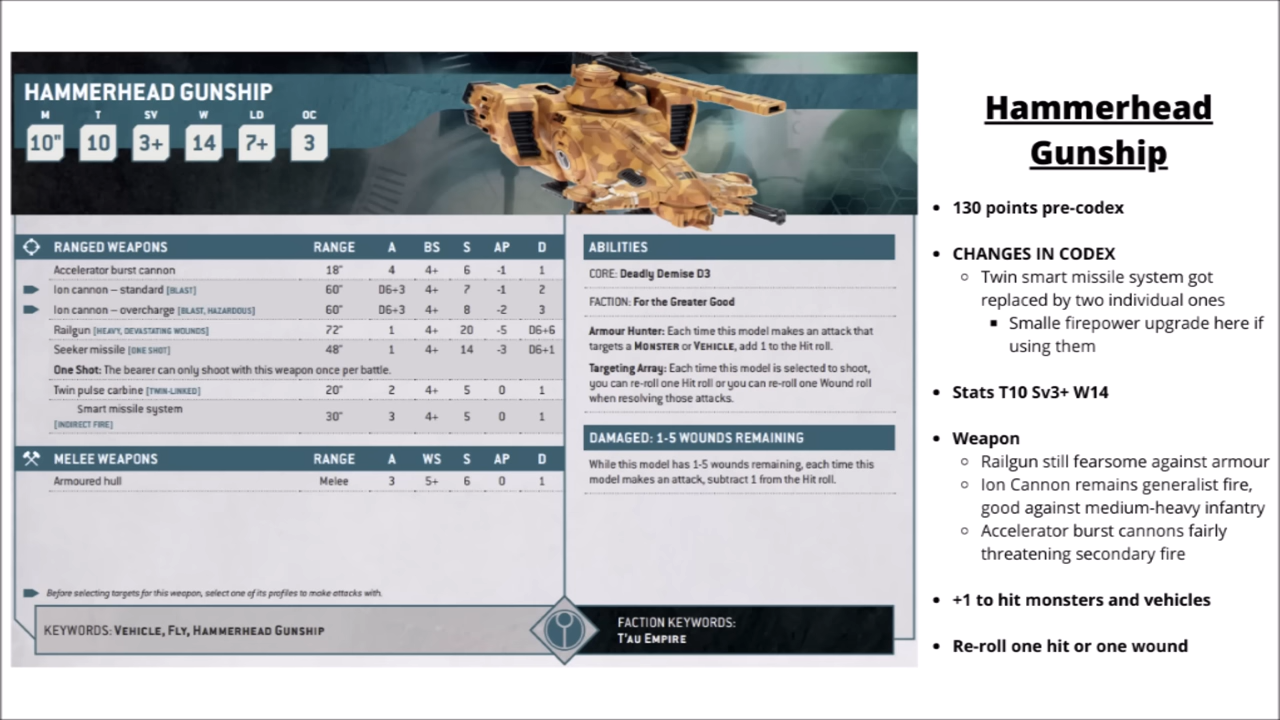 HAMMERHEAD GUNSHIP
M T SV W LD OC
10" 10 3+ 14 7+ 3
RANGED WEAPONS RANGE A BS S AP D
Accelerator burst cannon 18" 4 4+ 6 -1 1
Ion cannon – standard [BLAST] 60" D6+3 4+ 7 -1 2
Ion cannon – overcharge [BLAST, HAZARDOUS] 60" D6+3 4+ 8 -2 3
Railgun [HEAVY, DEVASTATING WOUNDS] 72" 1 4+ 20 -5 D6+6
Seeker missile [ONE SHOT] 48" 1 4+ 14 -3 D6+1
One Shot: The bearer can only shoot with this weapon once per battle.
Twin pulse carbine [TWIN-LINKED] 20" 2 4+ 5 0 1
Smart missile system
[INDIRECT FIRE] 30" 3 4+ 5 0 1
MELEE WEAPONS RANGE A WS S AP D
Armoured hull Melee 3 5+ 6 0 1
Before selecting targets for this weapon, select one of its profiles to make attacks with.
KEYWORDS: VEHICLE, FLY, HAMMERHEAD GUNSHIP
ABILITIES
CORE: Deadly Demise D3
FACTION: For the Greater Good
Armour Hunter: Each time this model makes an attack that
targets a MONSTER or VEHICLE, add 1 to the Hit roll.
Targeting Array: Each time this model is selected to shoot,
you can re-roll one Hit roll or you can re-roll one Wound roll
when resolving those attacks.
DAMAGED: 1-5 WOUNDS REMAINING
While this model has 1-5 wounds remaining, each time this
model makes an attack, subtract 1 from the Hit roll.
FACTION KEYWORDS:
T'AU EMPIRE
Hammerhead
Gunship
• 130 points pre-codex
• CHANGES IN CODEX
○ Twin smart missile system got
replaced by two individual ones
▪ Smalle firepower upgrade here if
using them
• Stats T10 Sv3+ W14
• Weapon
○ Railgun still fearsome against armour
○ Ion Cannon remains generalist fire,
good against medium-heavy infantry
○ Accelerator burst cannons fairly
threatening secondary fire
• +1 to hit monsters and vehicles
• Re-roll one hit or one wound